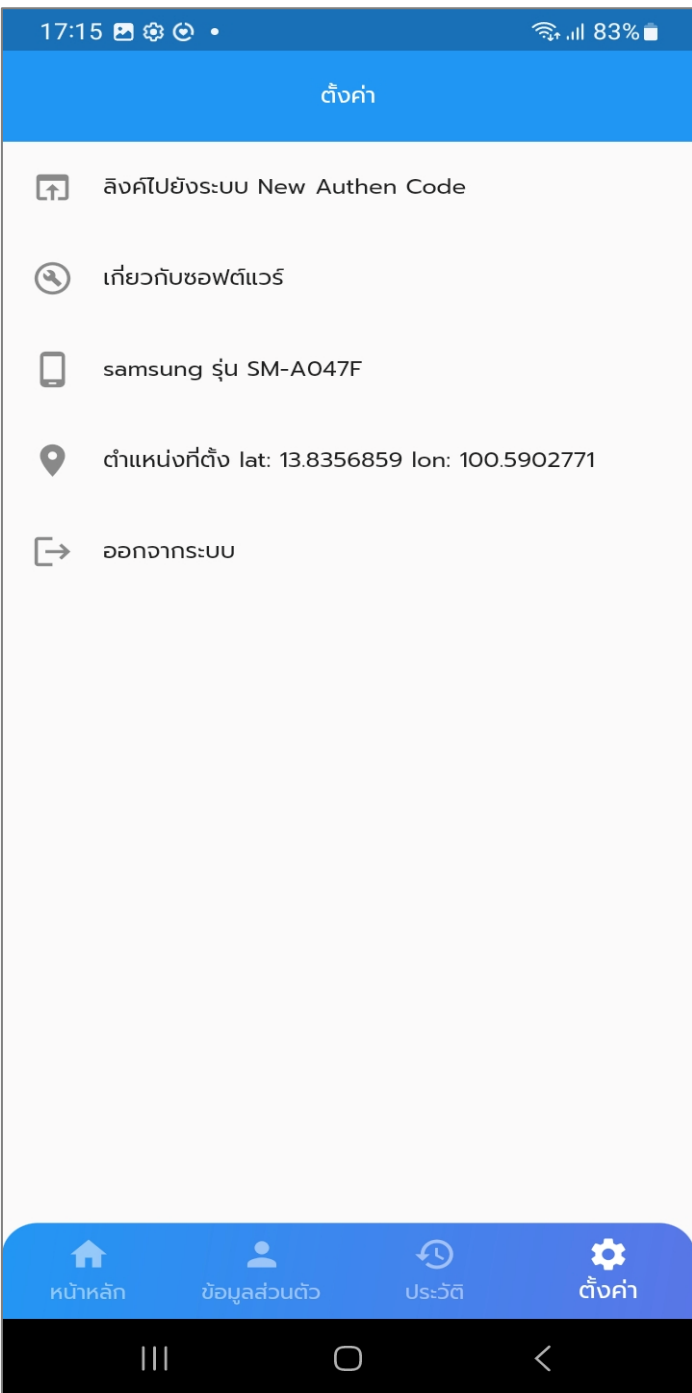 17:15
83%
ตั้งค่า
ลิงค์ไปยังระบบ New Authen Code
เกี่ยวกับซอฟต์แวร์
samsung รุ่น SM-A047F
ตำแหน่งที่ตั้ง lat: 13.8356859 lon: 100.5902771
ออกจากระบบ
หน้าหลัก
ข้อมูลส่วนตัว
ประวัติ
ตั้งค่า